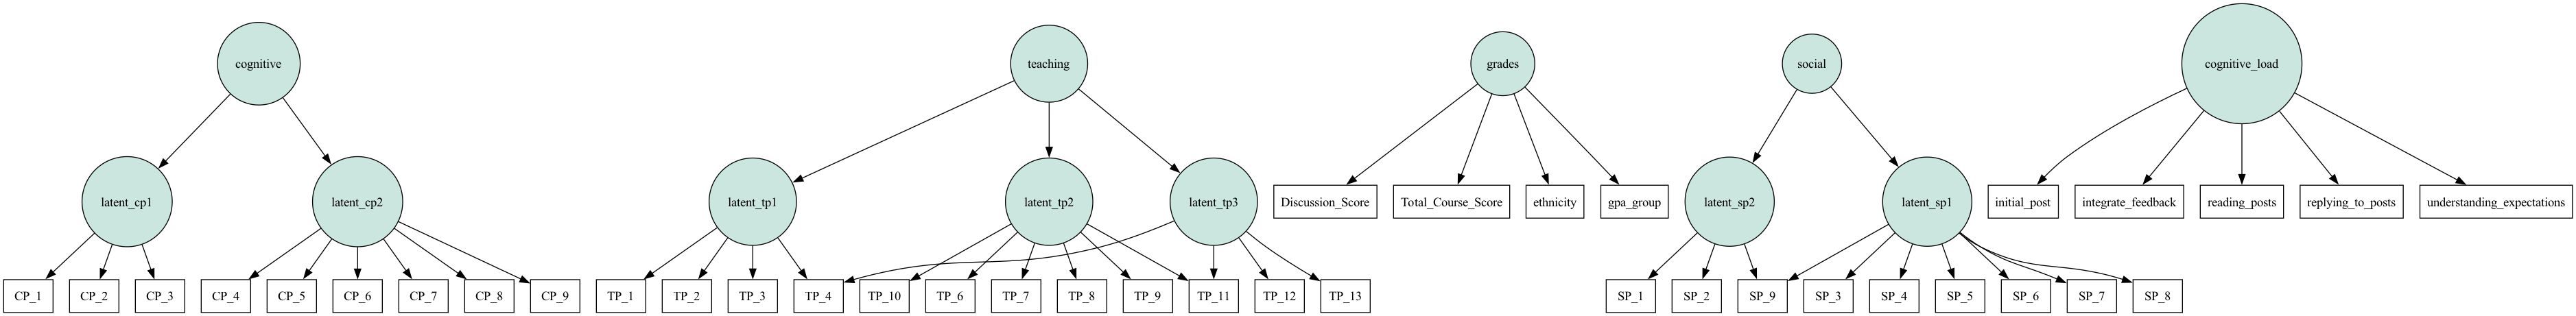 cognitive
teaching
grades
social
cognitive_load
latent_cp1
latent_cp2
latent_tp1
latent_tp2
latent_tp3
Discussion_Score
Total_Course_Score
ethnicity
gpa_group
latent_sp2
latent_sp1
initial_post
integrate_feedback
reading_posts
replying_to_posts
understanding_expectations
CP_1
CP_2
CP_3
CP_4
CP_5
CP_6
CP_7
CP_8
CP_9
TP_1
TP_2
TP_3
TP_4
TP_10
TP_6
TP_7
TP_8
TP_9
TP_11
TP_12
TP_13
SP_1
SP_2
SP_9
SP_3
SP_4
SP_5
SP_6
SP_7
SP_8